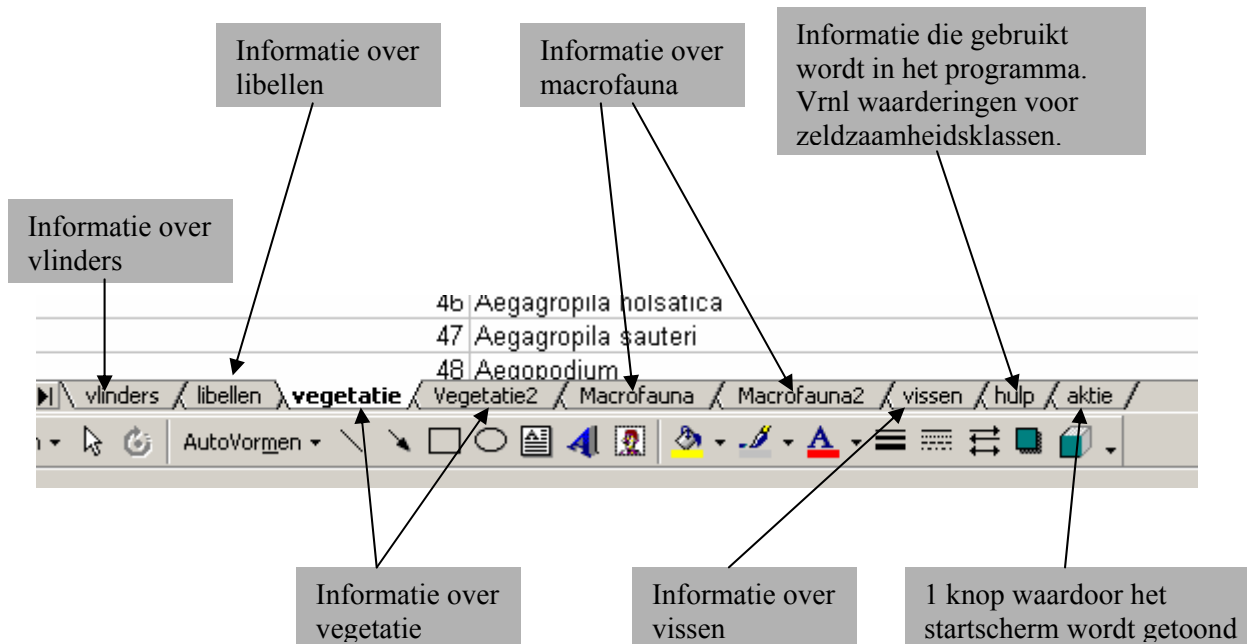 Informatie over
libellen
Informatie over
macrofauna
Informatie die gebruikt
wordt in het programma.
Vrnl waarderingen voor
zeldzaamheidsklassen.
Informatie over
vlinders
46 Aegagropila holsatica
47 Aegagropila sauteri
48 Aegopodium
vlinders libellen vegetatie Vegetatie2 Macrofauna Macrofauna2 vissen hulp aktie
AutoVormen
Informatie over
vegetatie
Informatie over
vissen
1 knop waardoor het
startscherm wordt getoond